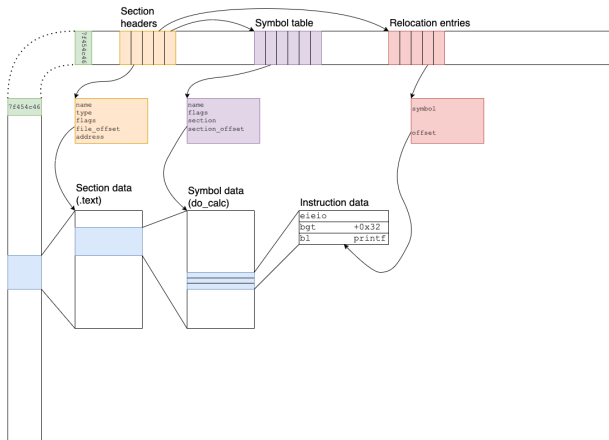 Section
headers
Symbol table
Relocation entries
7f454c46
7f454c46
name
type
flags
file_offset
address
name
flags
section
section_offset
symbol
offset
Section data
(.text)
Symbol data
(do_calc)
Instruction data
eieio
bgt +0x32
bl printf